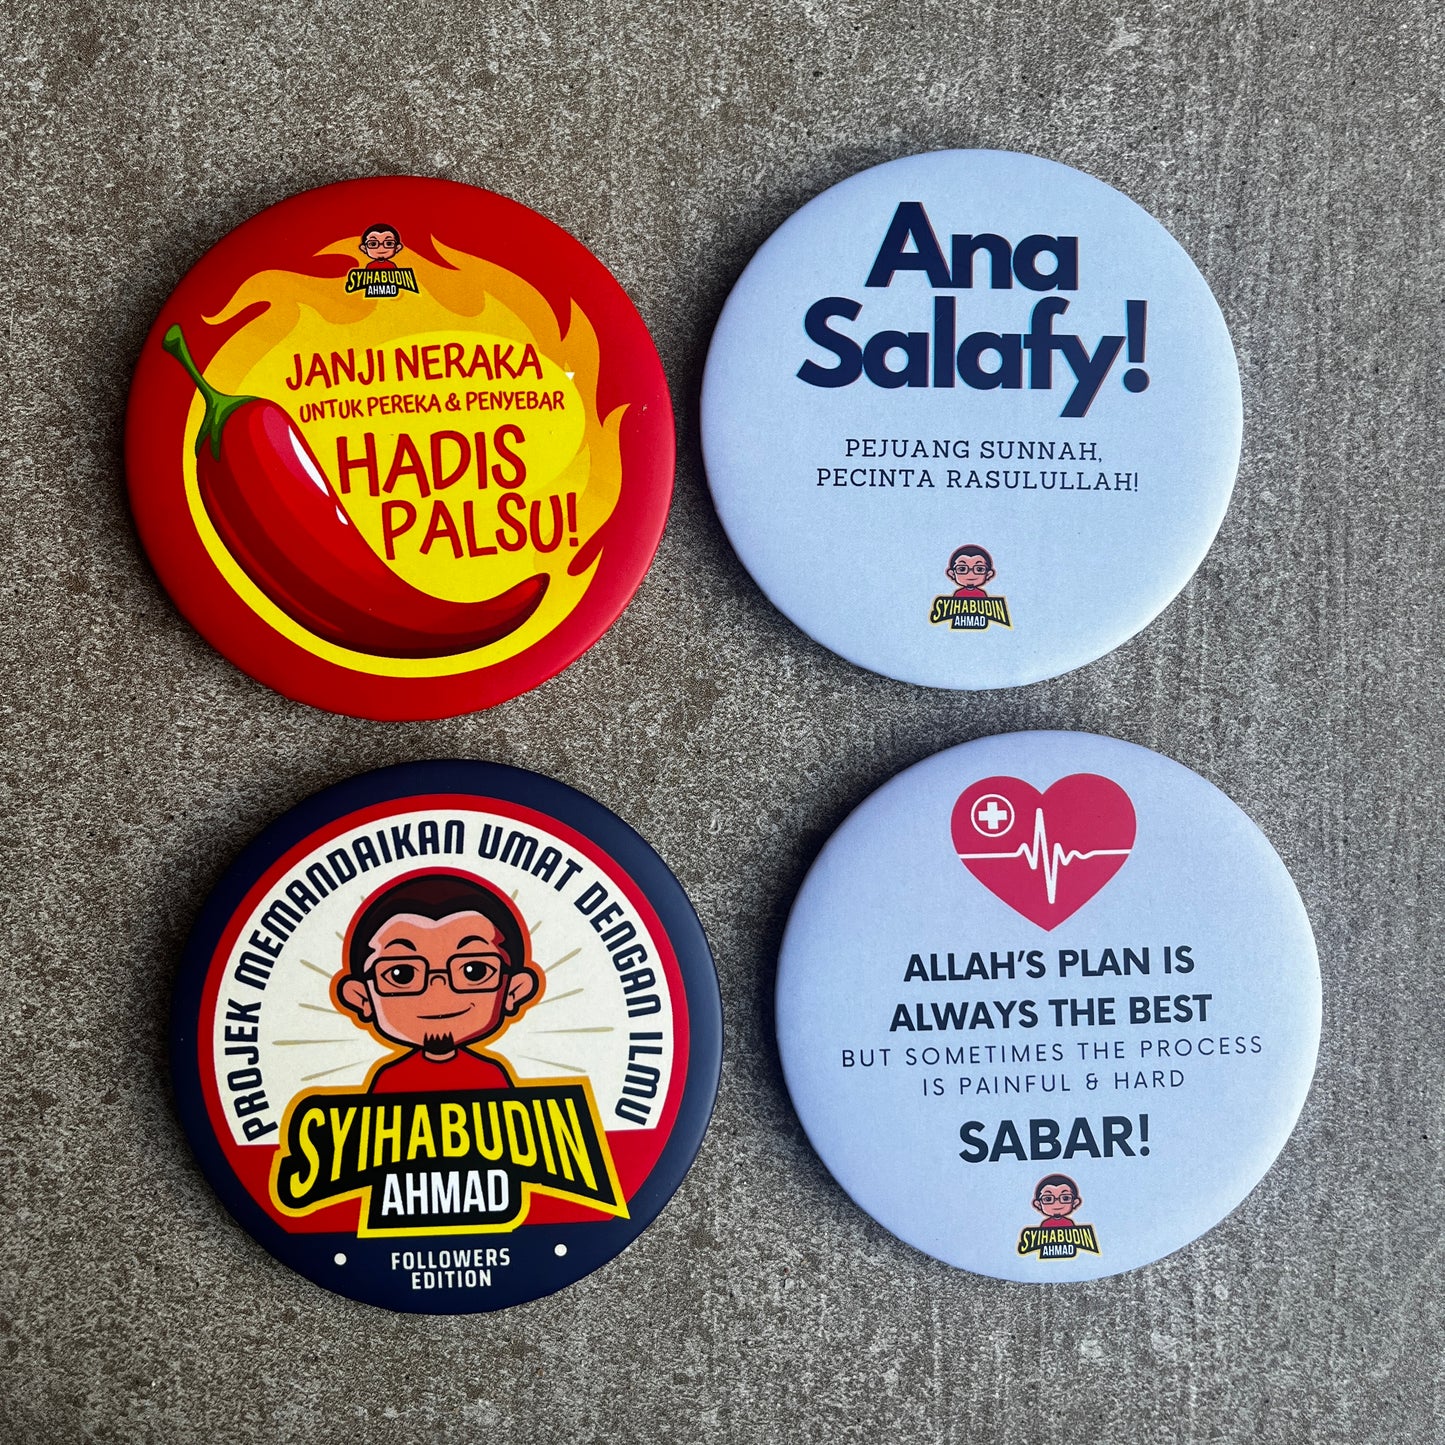 SYIHABUDIN
AHMAD
JANJI NERAKA
UNTUK PEREKA & PENYEBAR
HADIS
PALSU!
Ana
Salafy!
PEJUANG SUNNAH,
PECINTA RASULULLAH!
SYIHABUDIN
AHMAD
PROJEK MEMANDAIKAN UMAT DENGAN ILMU
SYIHABUDIN
AHMAD
FOLLOWERS
EDITION
ALLAH'S PLAN IS
ALWAYS THE BEST
BUT SOMETIMES THE PROCESS
IS PAINFUL & HARD
SABAR!
SYIHABUDIN
AHMAD